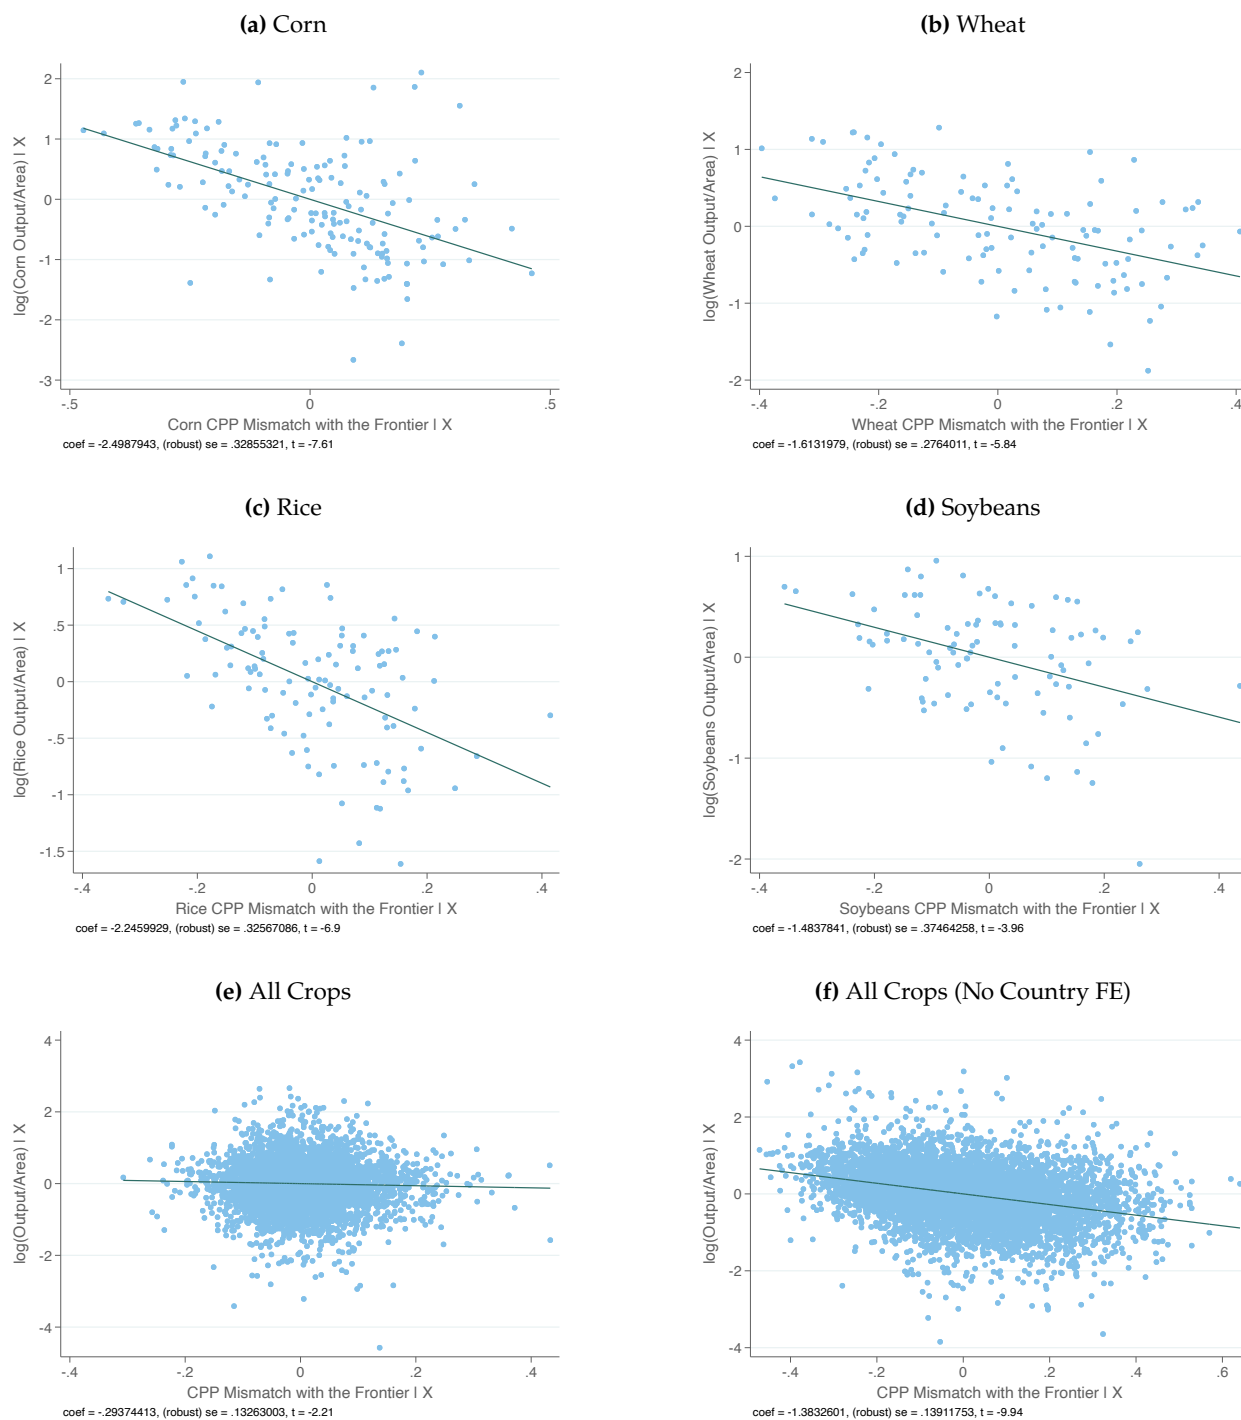 (a) Corn
log(Corn Output/Area) | X
2
1
0
-1
-2
-3
-.5
0
.5
Corn CPP Mismatch with the Frontier | X
coef = -2.4987943, (robust) se = .32855321, t = -7.61
(b) Wheat
log(Wheat Output/Area) | X
2
1
0
-1
-2
-.4
-.2
0
.2
.4
Wheat CPP Mismatch with the Frontier | X
coef = -1.6131979, (robust) se = .2764011, t = -5.84
(c) Rice
log(Rice Output/Area) | X
1
.5
0
-.5
-1
-1.5
-.4
-.2
0
.2
.4
Rice CPP Mismatch with the Frontier | X
coef = -2.2459929, (robust) se = .32567086, t = -6.9
(d) Soybeans
log(Soybeans Output/Area) | X
1
0
-1
-2
-.4
-.2
0
.2
.4
Soybeans CPP Mismatch with the Frontier | X
coef = -1.4837841, (robust) se = .37464258, t = -3.96
(e) All Crops
log(Output/Area) | X
4
2
0
-2
-4
-.4
-.2
0
.2
.4
CPP Mismatch with the Frontier | X
coef = -.29374413, (robust) se = .13263003, t = -2.21
(f) All Crops (No Country FE)
log(Output/Area) | X
4
2
0
-2
-4
-.4
-.2
0
.2
.4
.6
CPP Mismatch with the Frontier | X
coef = -1.3832601, (robust) se = .13911753, t = -9.94